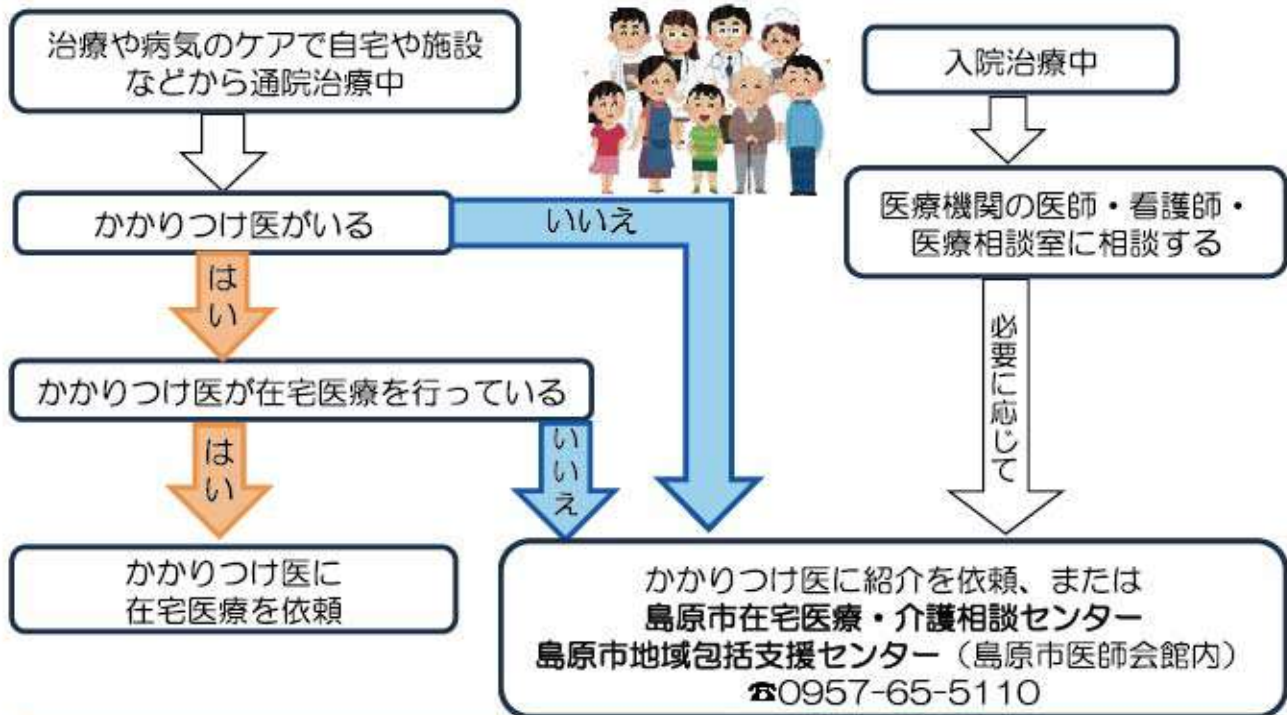 治療や病気のケアで自宅や施設
などから通院治療中
かかりつけ医がいる
いいえ
はい
かかりつけ医が在宅医療を行っている
はい
いいえ
かかりつけ医に
在宅医療を依頼
入院治療中
医療機関の医師・看護師・
医療相談室に相談する
必要に応じて
かかりつけ医に紹介を依頼、または
島原市在宅医療・介護相談センター
島原市地域包括支援センター（島原市医師会館内）
☎0957-65-5110